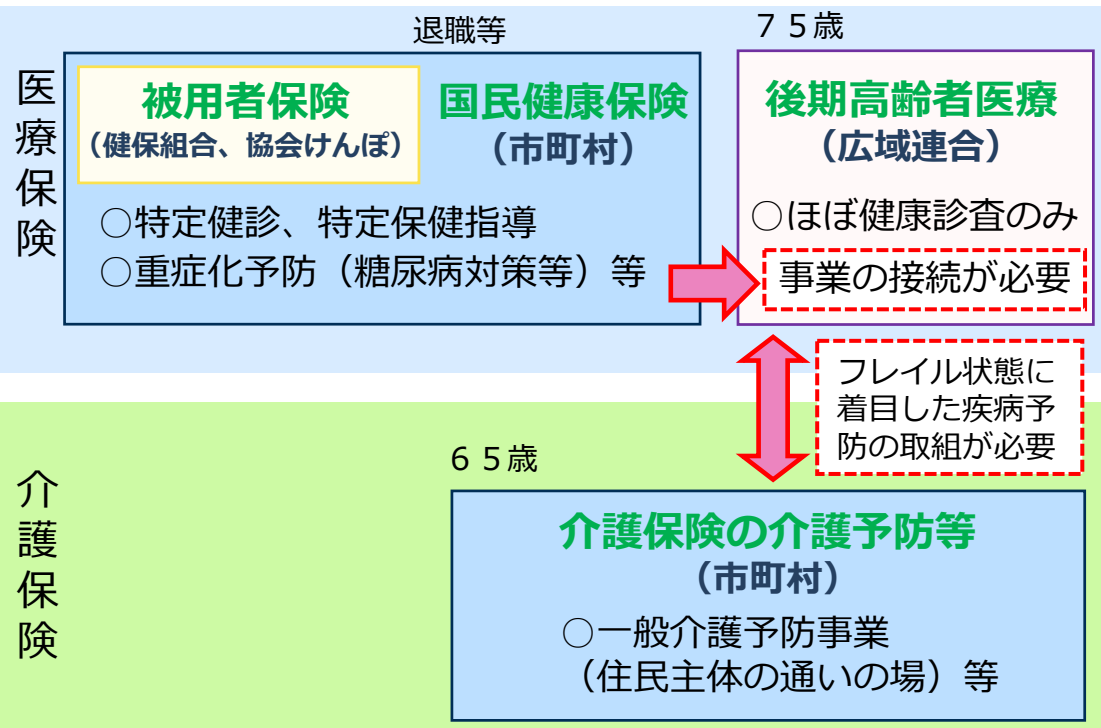 退職等
７５歳
医療保険
被用者保険
（健保組合、協会けんぽ）
国民健康保険
（市町村）
○特定健診、特定保健指導
○重症化予防（糖尿病対策等）等
後期高齢者医療
（広域連合）
○ほぼ健康診査のみ
事業の接続が必要
フレイル状態に
着目した疾病予
防の取組が必要
介護保険
６５歳
介護保険の介護予防等
（市町村）
○一般介護予防事業
（住民主体の通いの場）等